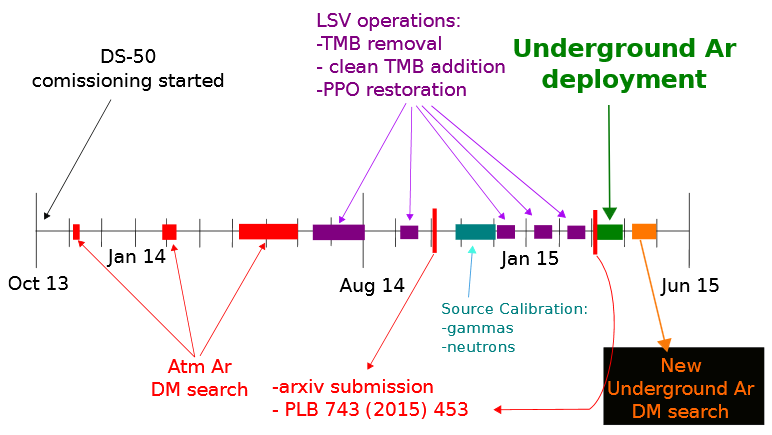 LSV operations:
-TMB removal
- clean TMB addition
-PPO restoration
Underground Ar
deployment
DS-50
comissioning started
Jan 14
Jan 15
Oct 13
Aug 14
Jun 15
Source Calibration:
-gammas
-neutrons
Atm Ar
DM search
-arxiv submission
- PLB 743 (2015) 453
New
Underground Ar
DM search